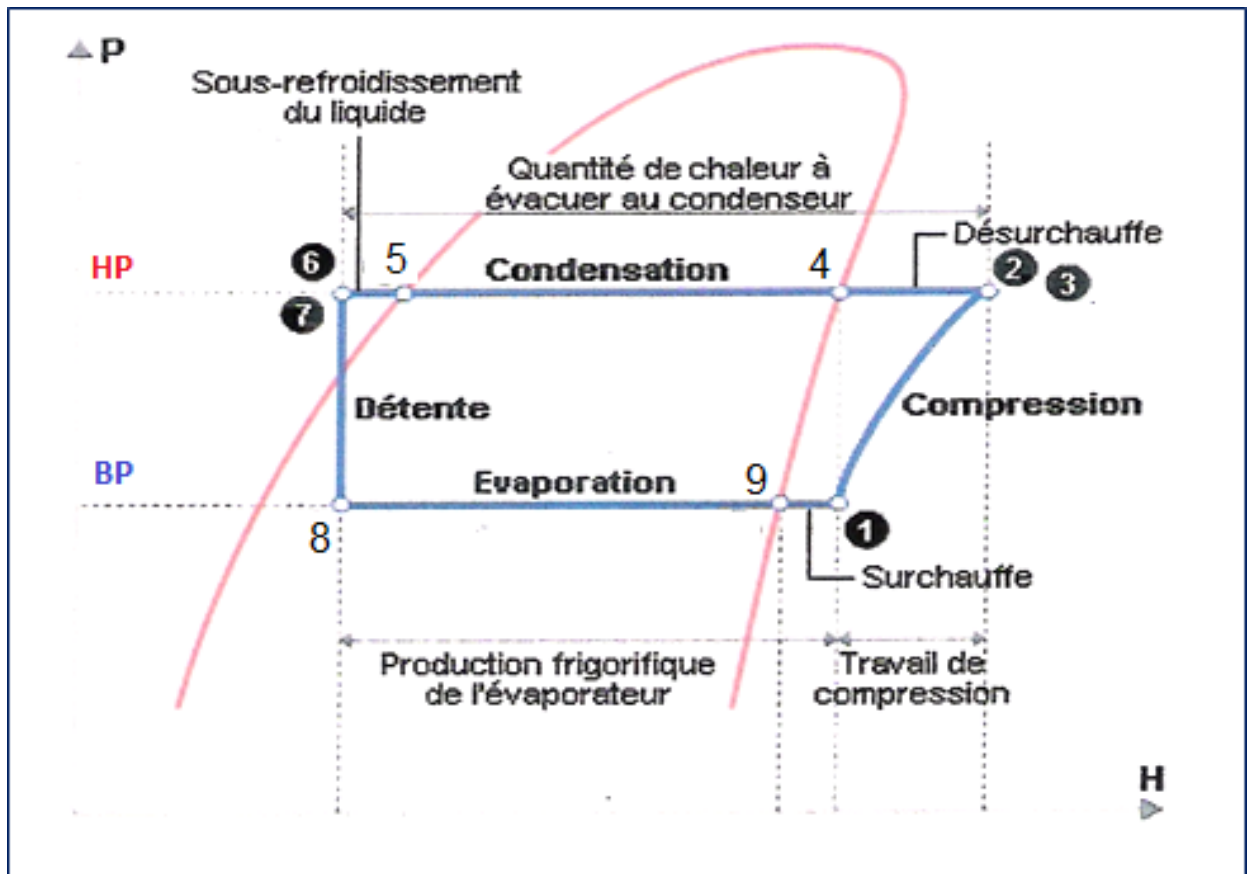 P
Sous-refroidissement
du liquide
Quantité de chaleur à
évacuer au condenseur
Désurchauffe
HP
6
5
Condensation
4
2
3
7
Détente
Compression
BP
Evaporation
9
8
1
Surchauffe
Production frigorifique
de l'évaporateur
Travail de
compression
H